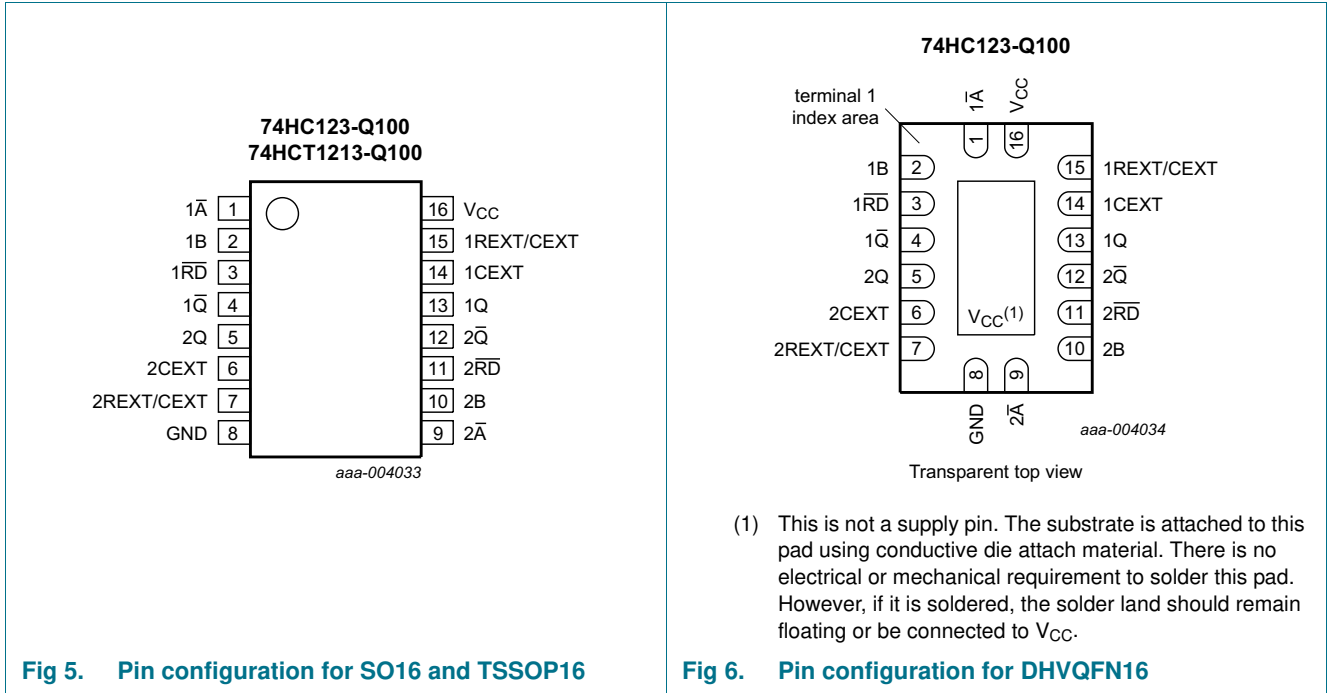 74HC123-Q100
74HCT1213-Q100
1A̅ 1
1B 2
1R̅D̅ 3
1Q̅ 4
2Q 5
2CEXT 6
2REXT/CEXT 7
GND 8
16 VCC
15 1REXT/CEXT
14 1CEXT
13 1Q
12 2Q̅
11 2R̅D̅
10 2B
9 2A̅
aaa-004033
Fig 5. Pin configuration for SO16 and TSSOP16
74HC123-Q100
terminal 1
index area
1A̅ VCC
1 16
1B 2
1R̅D̅ 3
1Q̅ 4
2Q 5
2CEXT 6
2REXT/CEXT 7
15 1REXT/CEXT
14 1CEXT
13 1Q
12 2Q̅
11 2R̅D̅
10 2B
VCC(1)
8 9
GND 2A̅
aaa-004034
Transparent top view
(1) This is not a supply pin. The substrate is attached to this
pad using conductive die attach material. There is no
electrical or mechanical requirement to solder this pad.
However, if it is soldered, the solder land should remain
floating or be connected to VCC.
Fig 6. Pin configuration for DHVQFN16